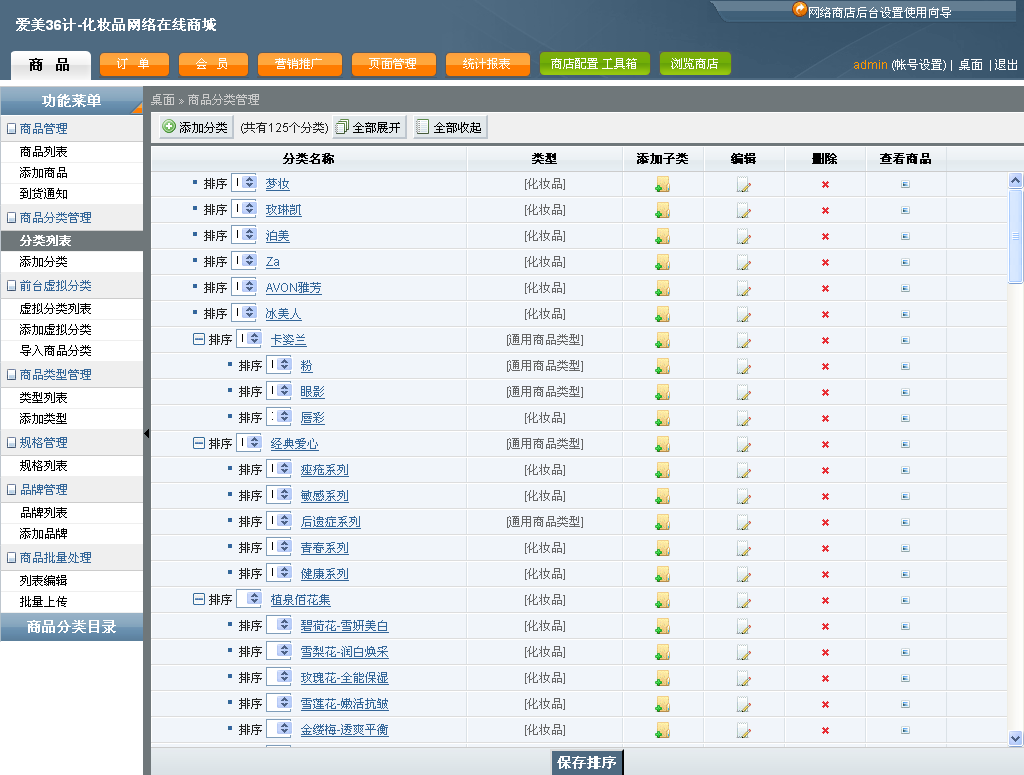 爱美36计-化妆品网络在线商城
网络商店后台设置使用向导
商 品 订 单 会 员 营销推广 页面管理 统计报表 商店配置 工具箱 浏览商店
admin (帐号设置) | 桌面 | 退出
功能菜单
商品管理
商品列表
添加商品
到货通知
商品分类管理
分类列表
添加分类
前台虚拟分类
虚拟分类列表
添加虚拟分类
导入商品分类
商品类型管理
类型列表
添加类型
规格管理
规格列表
品牌管理
品牌列表
添加品牌
商品批量处理
列表编辑
批量上传
商品分类目录
桌面 » 商品分类管理
添加分类 (共有125个分类) 全部展开 全部收起
分类名称 类型 添加子类 编辑 删除 查看商品
排序 梦妆 [化妆品]
排序 玫琳凯 [化妆品]
排序 泊美 [化妆品]
排序 Za [化妆品]
排序 AVON雅芳 [化妆品]
排序 冰美人 [化妆品]
排序 卡姿兰 [通用商品类型]
排序 粉 [通用商品类型]
排序 眼影 [通用商品类型]
排序 唇彩 [化妆品]
排序 经典爱心 [通用商品类型]
排序 痤疮系列 [化妆品]
排序 敏感系列 [化妆品]
排序 后遗症系列 [通用商品类型]
排序 青春系列 [化妆品]
排序 健康系列 [化妆品]
排序 植泉佰花集 [化妆品]
排序 碧荷花-雪妍美白 [化妆品]
排序 雪梨花-润白焕采 [化妆品]
排序 玫瑰花-全能保湿 [化妆品]
排序 雪莲花-嫩活抗皱 [化妆品]
排序 金缕梅-透爽平衡 [化妆品]
保存排序